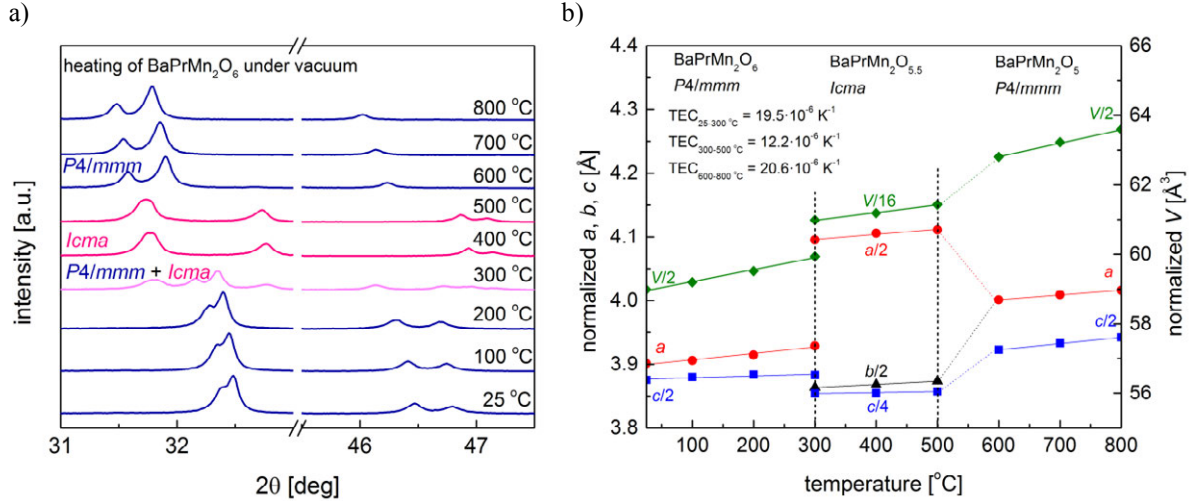 a)
heating of BaPrMn₂O₆ under vacuum
800 °C
700 °C
P4/mmm
600 °C
500 °C
Icma
400 °C
P4/mmm + Icma
300 °C
200 °C
100 °C
25 °C
intensity [a.u.]
31 32 46 47
2θ [deg]
b)
4.4
4.3
4.2
4.1
4.0
3.9
3.8
normalized a, b, c [Å]
BaPrMn₂O₆
P4/mmm
BaPrMn₂O₅.₅
Icma
BaPrMn₂O₅
P4/mmm
TEC₂₅₋₃₀₀ °C = 19.5·10⁻⁶ K⁻¹
TEC₃₀₀₋₅₀₀ °C = 12.2·10⁻⁶ K⁻¹
TEC₆₀₀₋₈₀₀ °C = 20.6·10⁻⁶ K⁻¹
V/2
V/16
a/2
V/2
a
a
c/2
c/2
b/2
c/4
66
64
62
60
58
56
normalized V [Å³]
100 200 300 400 500 600 700 800
temperature [°C]